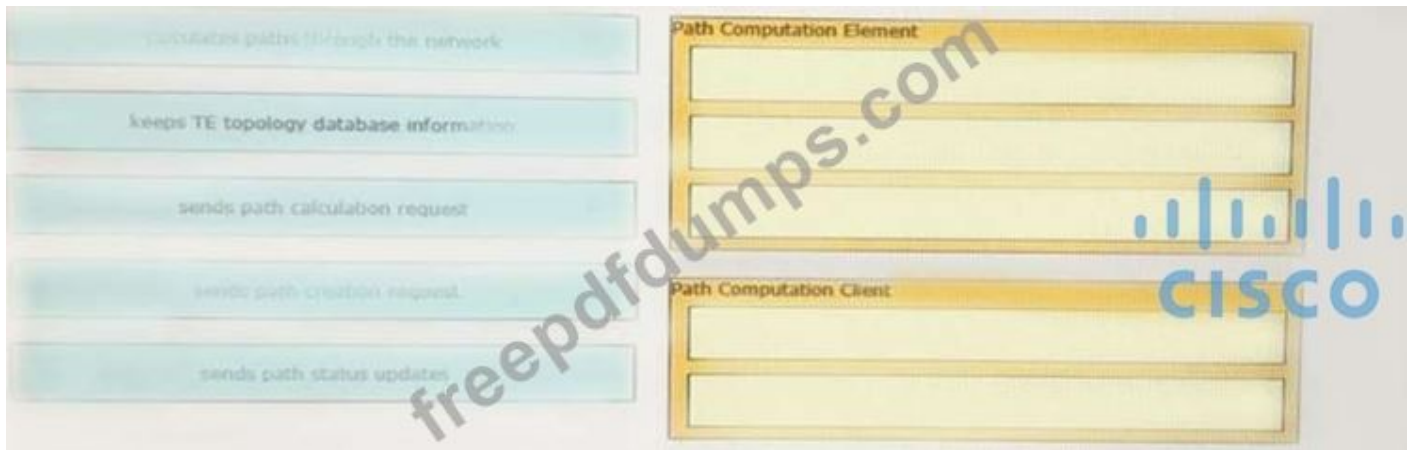 calculates paths through the network
keeps TE topology database information
sends path calculation request
sends path creation request
sends path status updates
Path Computation Element
Path Computation Client
freepdfdumps.com
CISCO